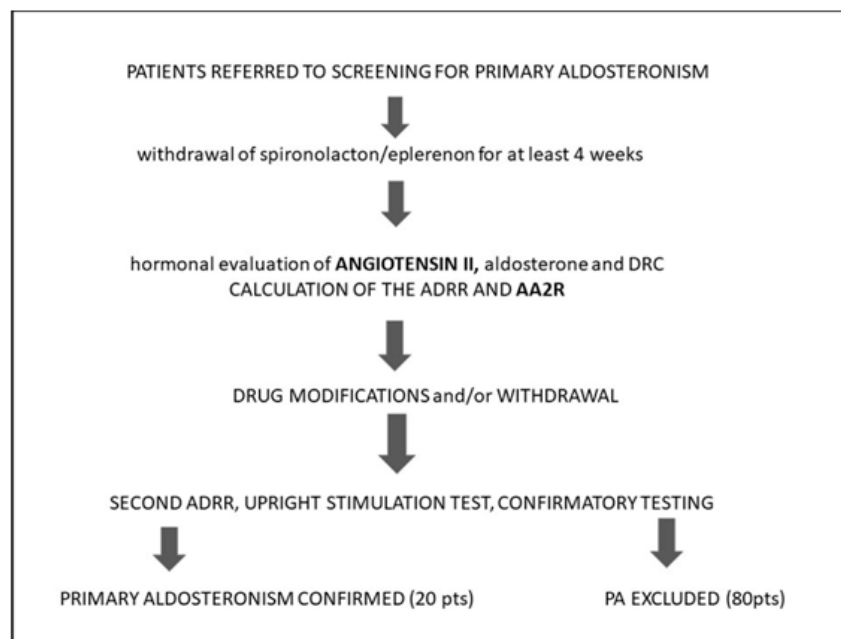 PATIENTS REFERRED TO SCREENING FOR PRIMARY ALDOSTERONISM
withdrawal of spironolacton/eplerenon for at least 4 weeks
hormonal evaluation of ANGIOTENSIN II, aldosterone and DRC
CALCULATION OF THE ADRR AND AA2R
DRUG MODIFICATIONS and/or WITHDRAWAL
SECOND ADRR, UPRIGHT STIMULATION TEST, CONFIRMATORY TESTING
PRIMARY ALDOSTERONISM CONFIRMED (20 pts)
PA EXCLUDED (80pts)